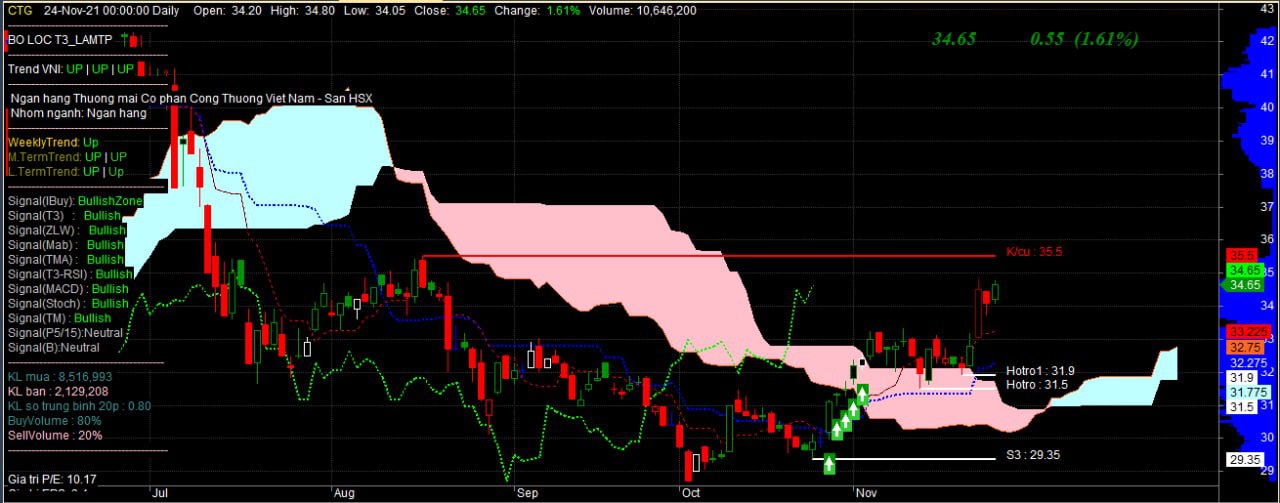 CTG 24-Nov-21 00:00:00 Daily Open: 34.20 High: 34.80 Low: 34.05 Close: 34.65 Change: 1.61% Volume: 10,646,200
34.65 0.55 (1.61%)
BO LOC T3_LAMTP
Trend VNI: UP | UP | UP
Ngan hang Thuong mai Co phan Cong Thuong Viet Nam - San HSX
Nhom nganh: Ngan hang
WeeklyTrend: Up
M.TermTrend: UP | UP
L.TermTrend: UP | Up
Signal(IBuy): BullishZone
Signal(T3) : Bullish
Signal(ZLW) : Bullish
Signal(Mab) : Bullish
Signal(TMA) : Bullish
Signal(T3-RSI) : Bullish
Signal(MACD) : Bullish
Signal(Stoch) : Bullish
Signal(TM) : Bullish
Signal(P5/15):Neutral
Signal(B):Neutral
KL mua : 8,516,993
KL ban : 2,129,208
KL so trung binh 20p : 0.80
BuyVolume : 80%
SellVolume : 20%
Gia tri P/E: 10.17
K/cu : 35.5
Hotro1 : 31.9
Hotro : 31.5
S3 : 29.35
43
42
41
40
39
38
37
36
35.5
34.65
35
34.65
34
33.225
33
32.75
32.275
31.9
31.775
31.5
31
30
29.35
29
Jul Aug Sep Oct Nov